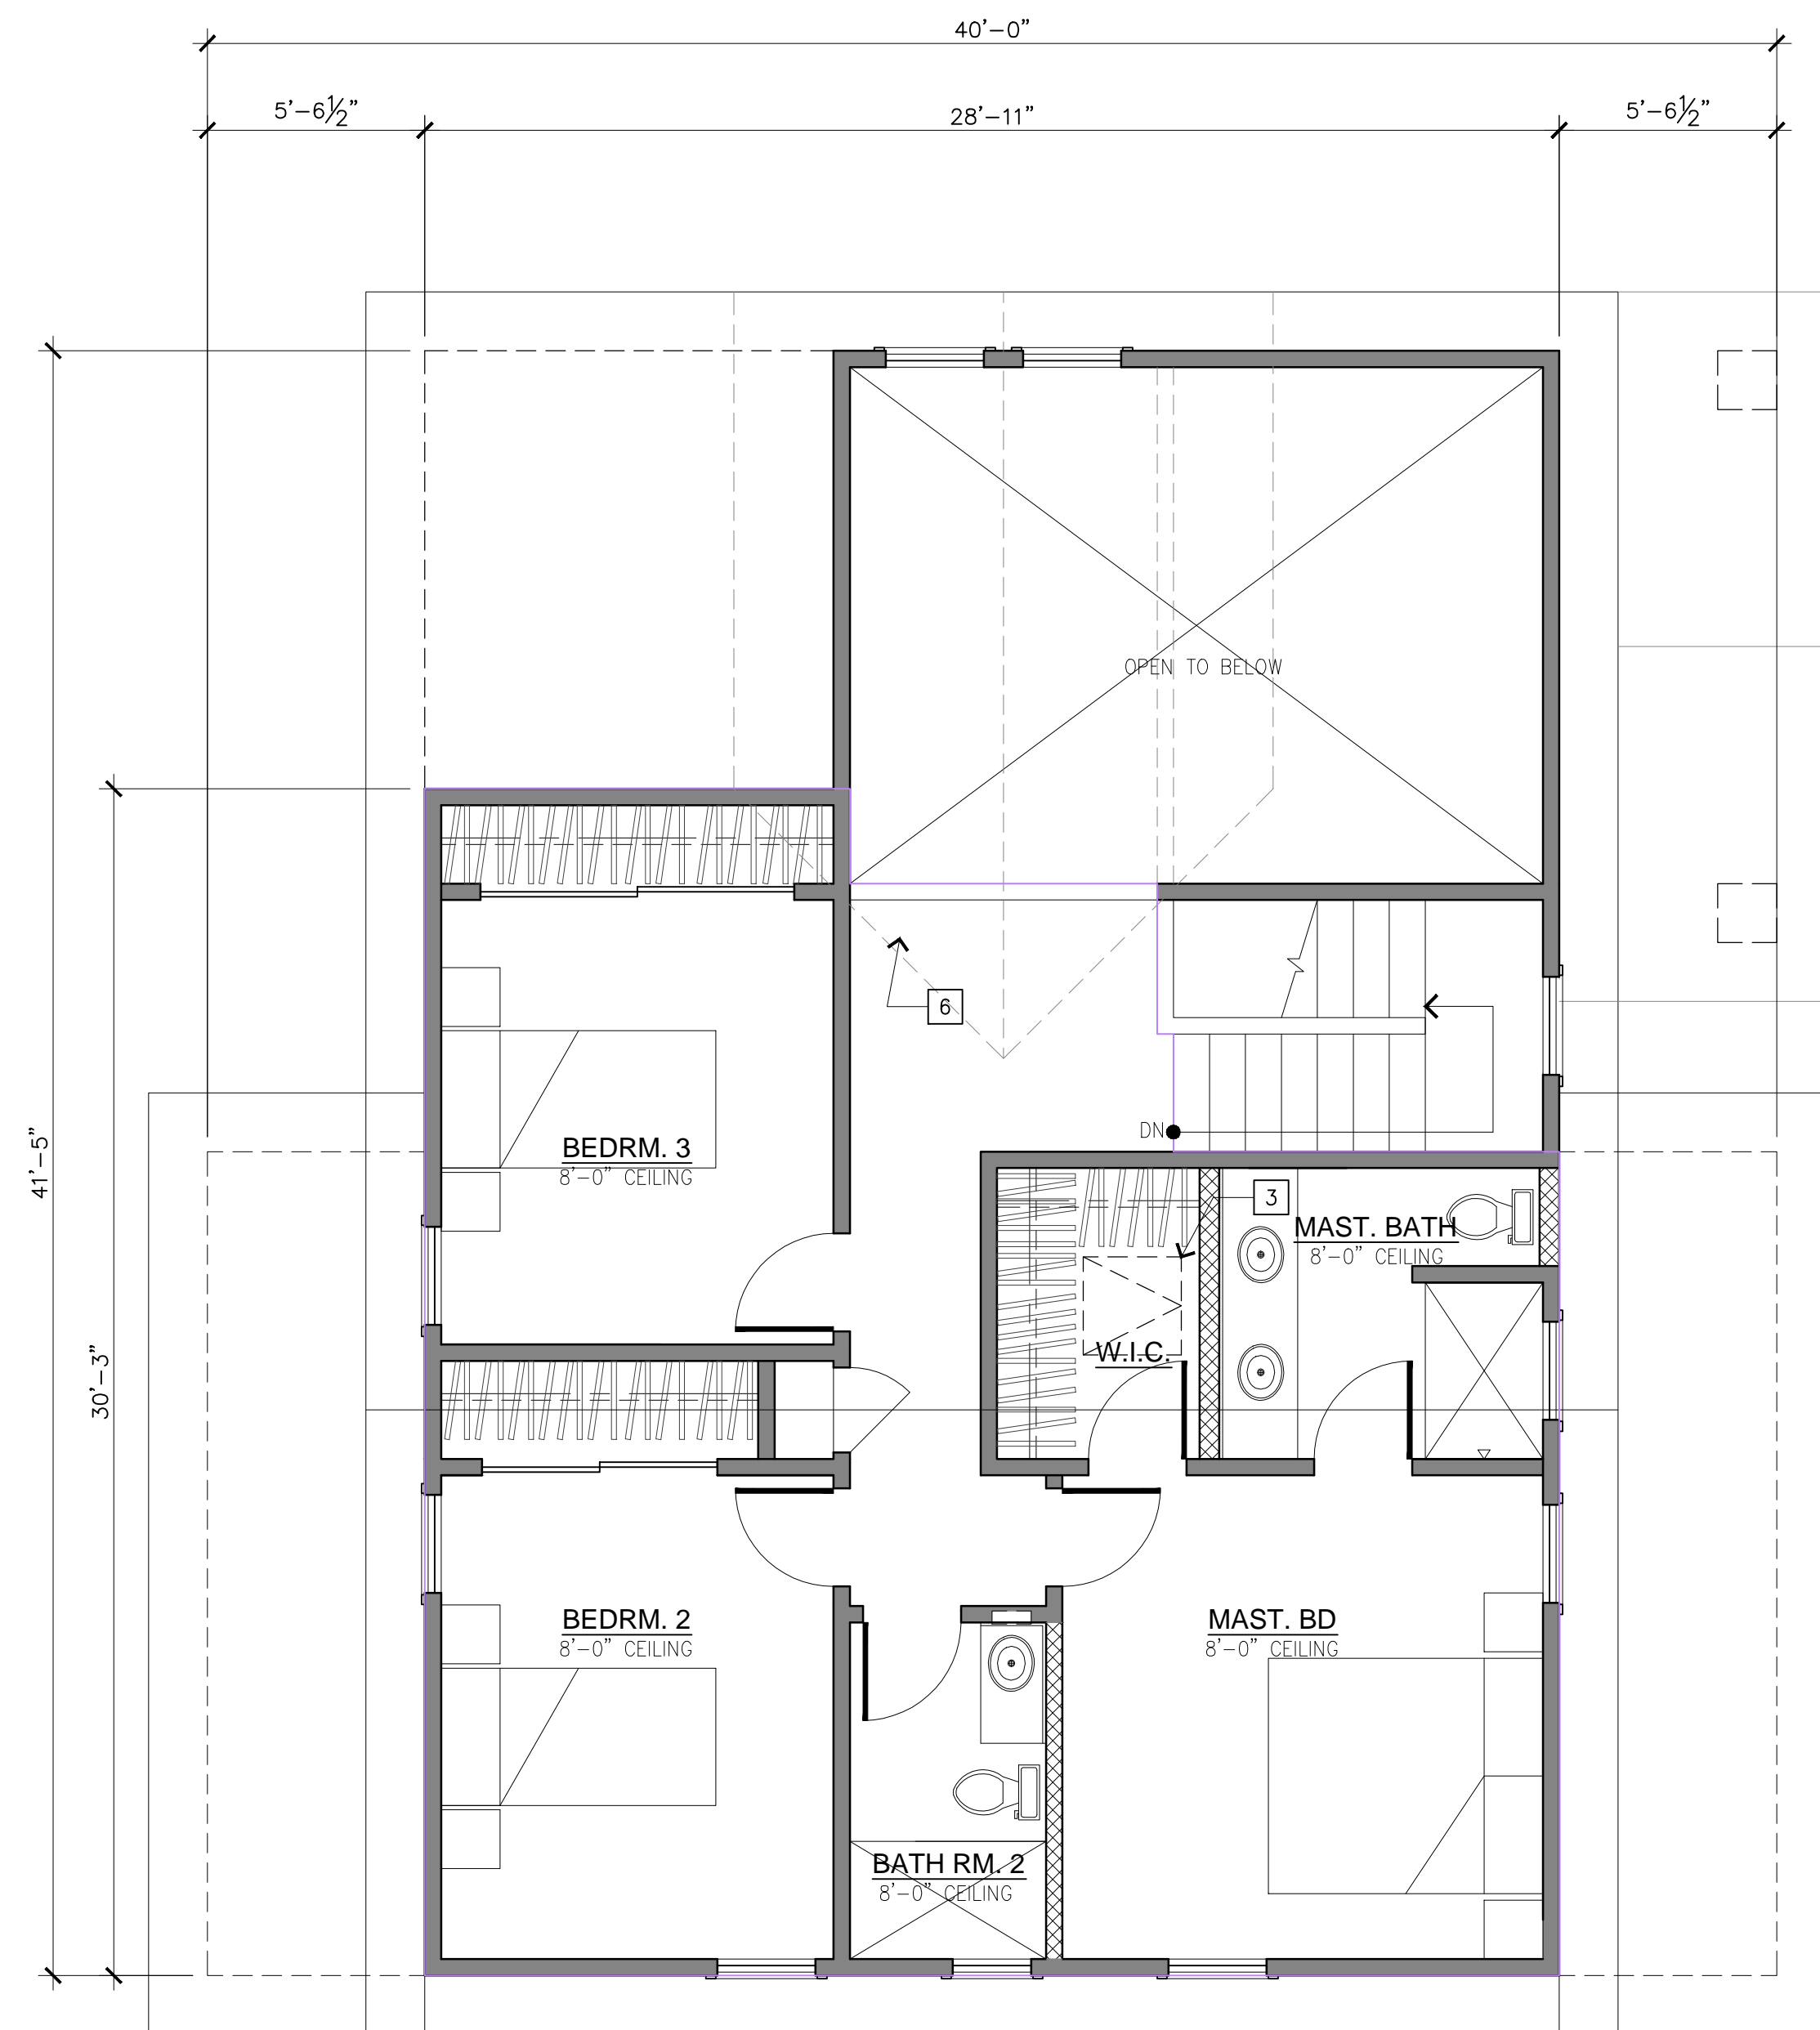 40'-0"
5'-6½"
28'-11"
5'-6½"
OPEN TO BELOW
6
DN
BEDRM. 3
8'-0" CEILING
41'-5"
3
MAST. BATH
8'-0" CEILING
W.I.C.
30'-3"
BEDRM. 2
8'-0" CEILING
MAST. BD
8'-0" CEILING
BATH RM. 2
8'-0" CEILING